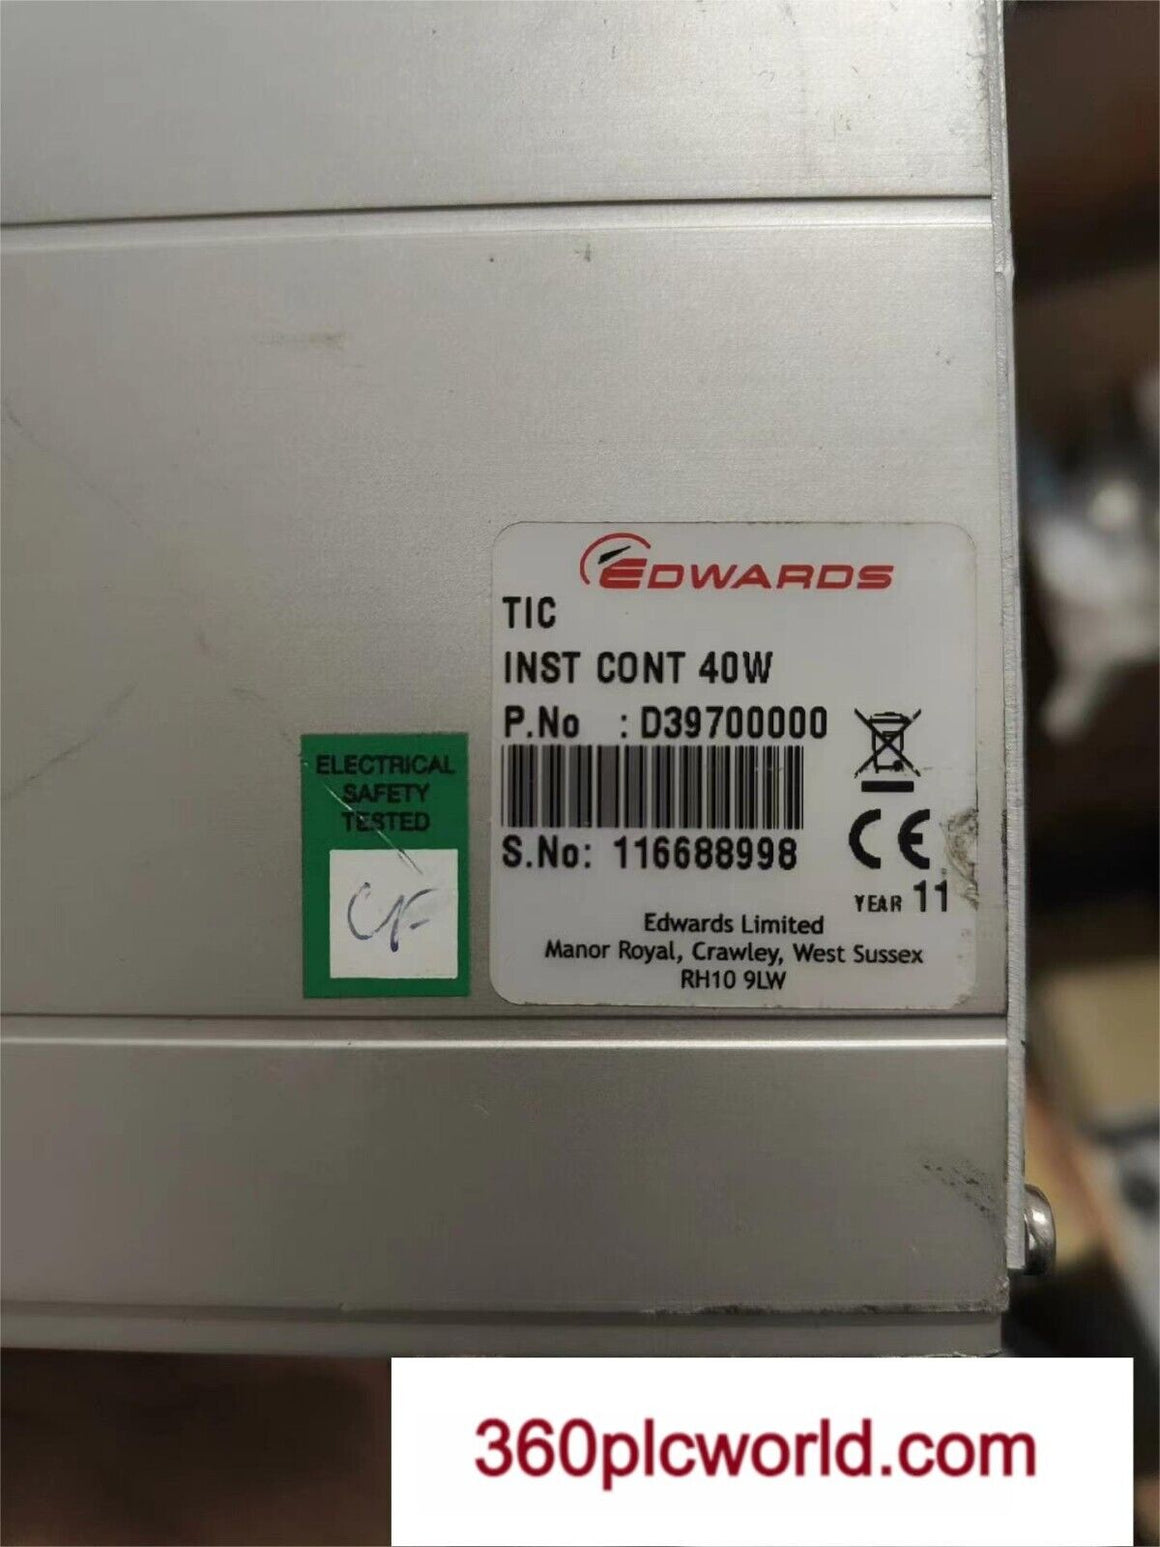 EDWARDS
TIC
INST CONT 40W
P.No : D39700000
S.No: 116688998
YEAR 11
Edwards Limited
Manor Royal, Crawley, West Sussex
RH10 9LW
ELECTRICAL
SAFETY
TESTED
CE
360plcworld.com